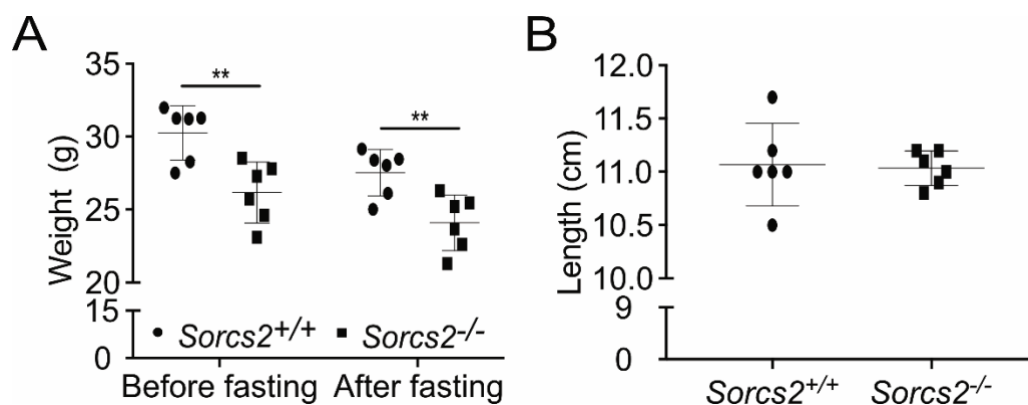 A
Weight (g)
35
30
25
20
15
0
**
**
Sorcs2+/+
Sorcs2-/-
Before fasting
After fasting
B
Length (cm)
12.0
11.5
11.0
10.5
10.0
9
0
Sorcs2+/+
Sorcs2-/-